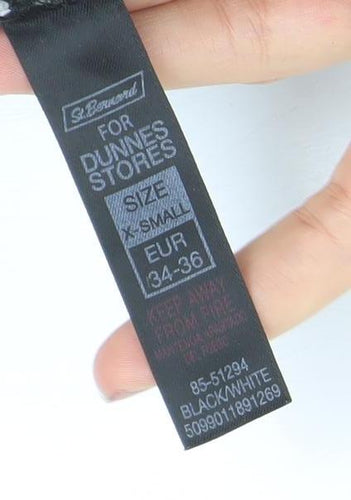 St. Bernard
FOR
DUNNES
STORES
SIZE
X-SMALL
EUR
34-36
KEEP AWAY
FROM FIRE
85-51294
BLACK/WHITE
5099011891269